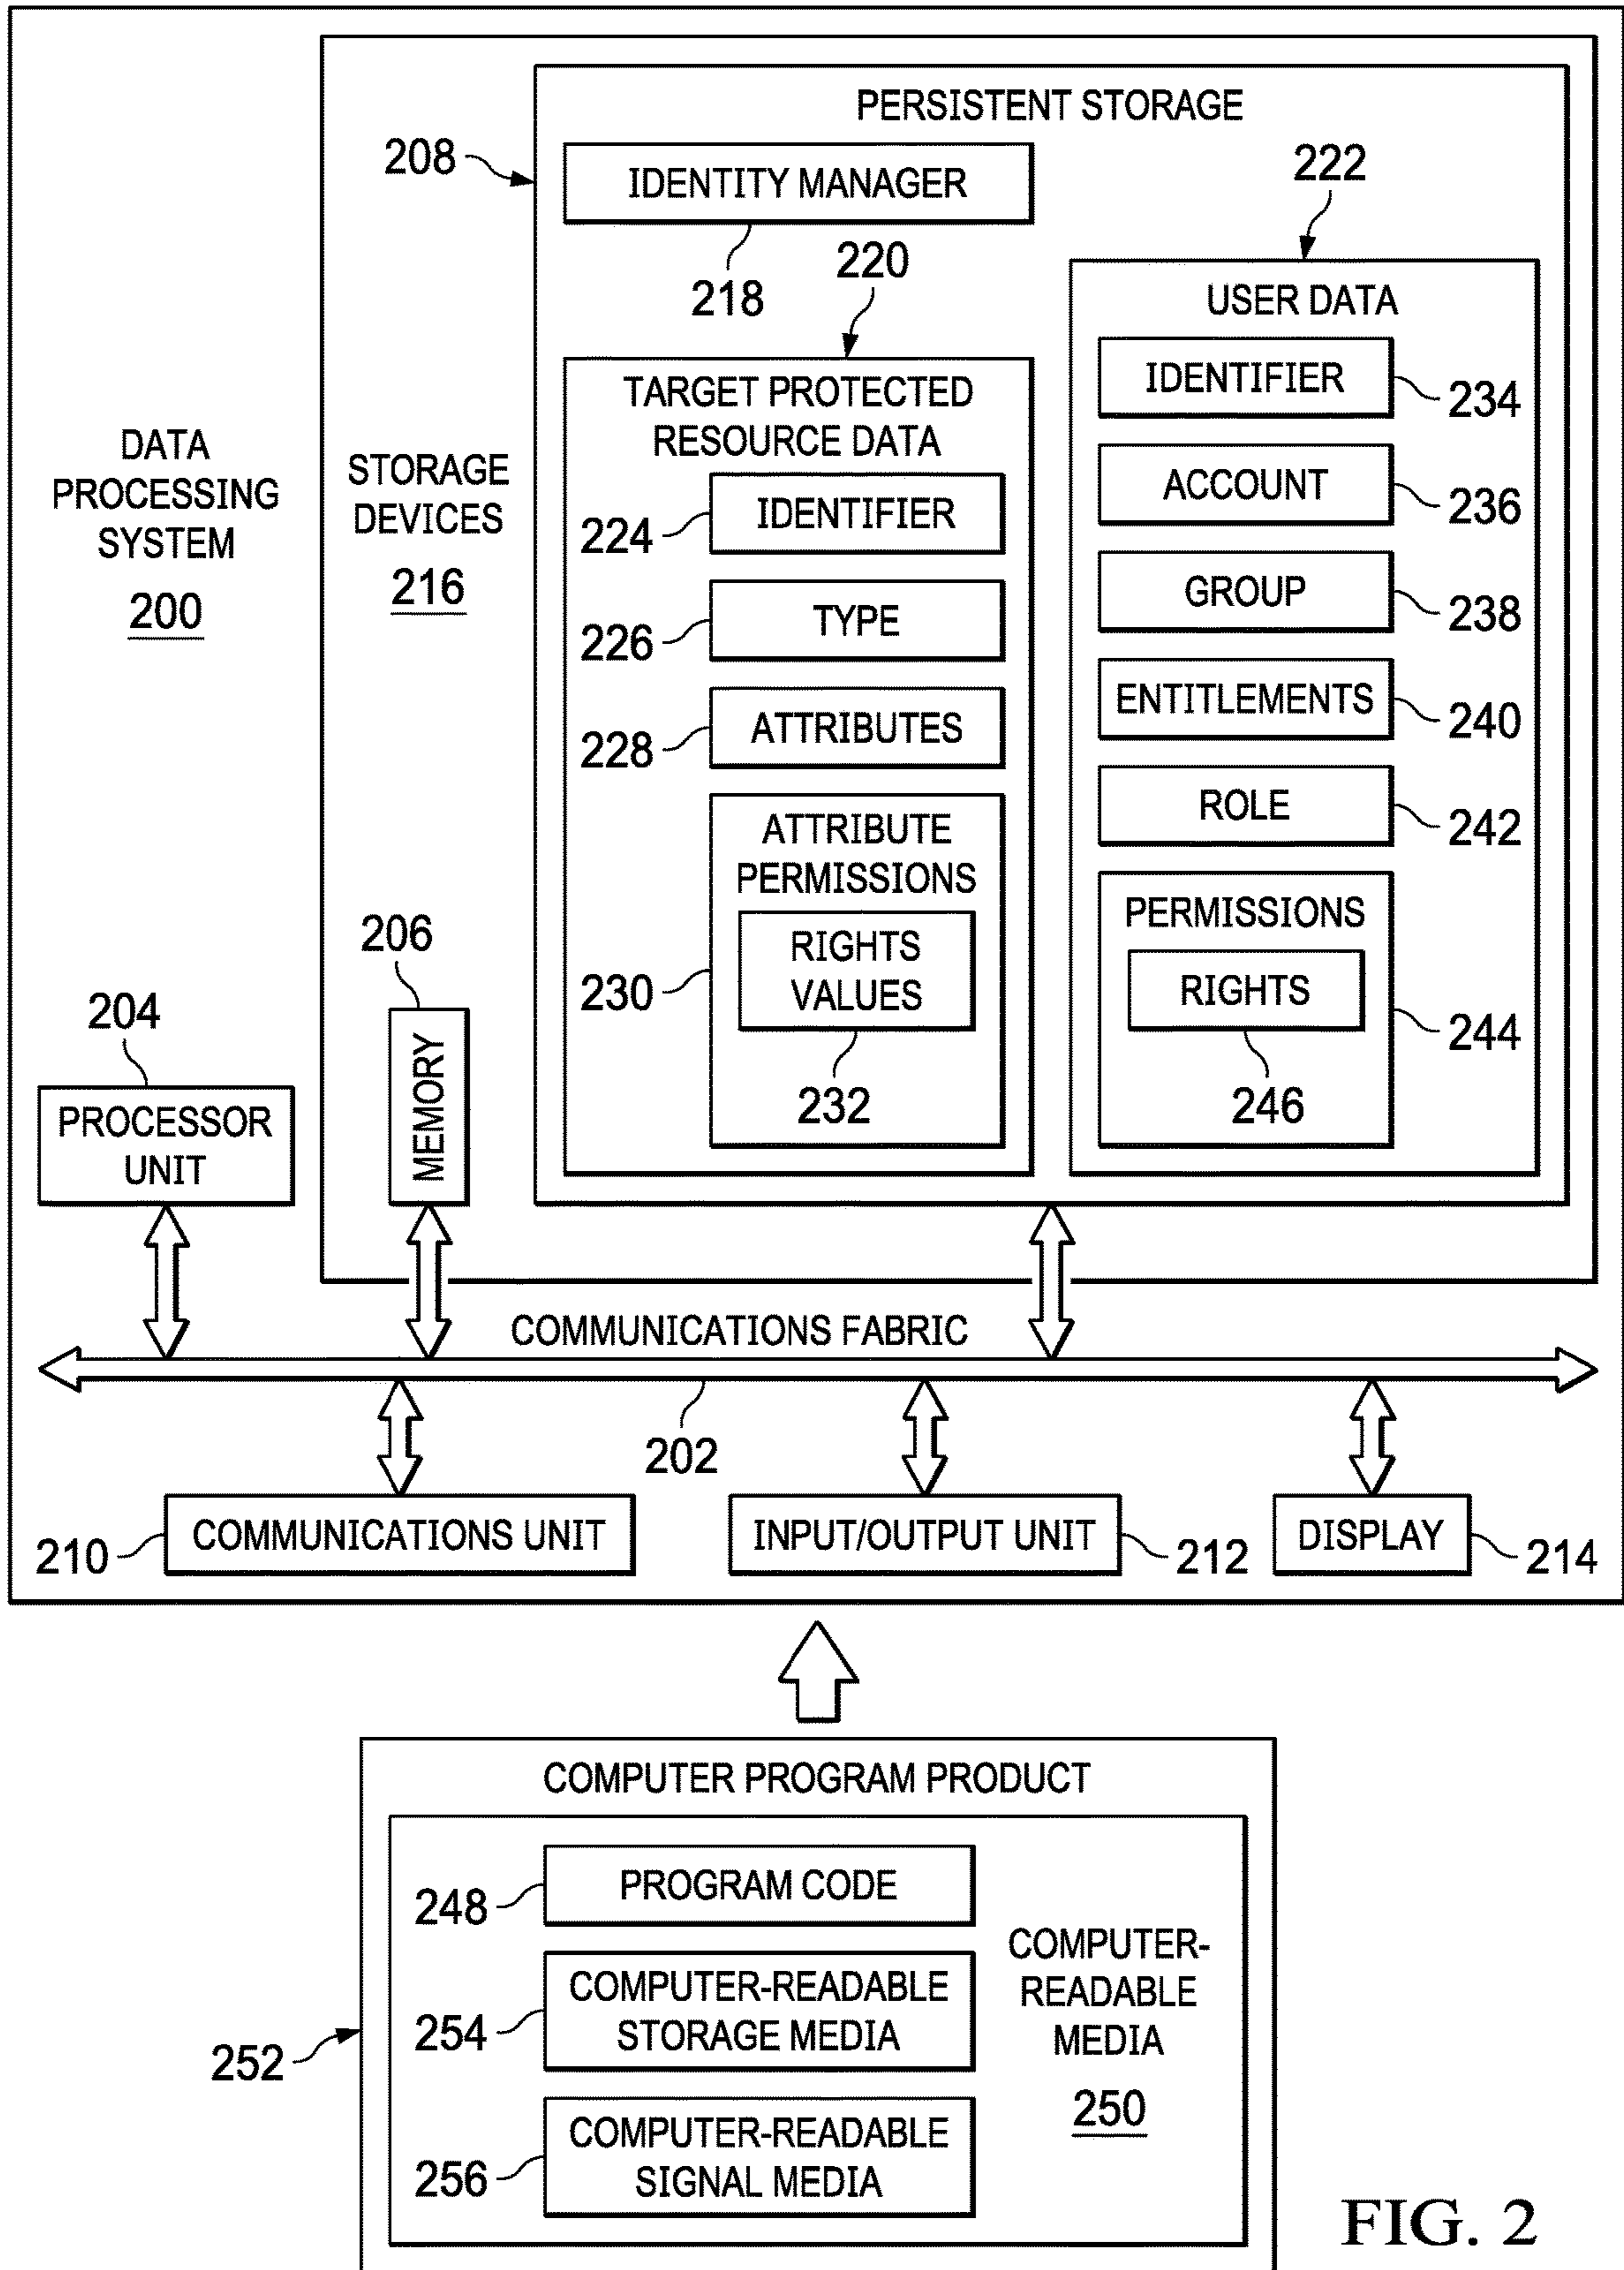 PERSISTENT STORAGE
208
IDENTITY MANAGER
218
222
220
USER DATA
TARGET PROTECTED
RESOURCE DATA
224
IDENTIFIER
226
TYPE
228
ATTRIBUTES
ATTRIBUTE
PERMISSIONS
230
RIGHTS
VALUES
232
IDENTIFIER
234
ACCOUNT
236
GROUP
238
ENTITLEMENTS
240
ROLE
242
PERMISSIONS
RIGHTS
244
246
DATA
PROCESSING
SYSTEM
200
STORAGE
DEVICES
216
206
MEMORY
204
PROCESSOR
UNIT
COMMUNICATIONS FABRIC
202
210
COMMUNICATIONS UNIT
INPUT/OUTPUT UNIT
212
DISPLAY
214
COMPUTER PROGRAM PRODUCT
248
PROGRAM CODE
254
COMPUTER-READABLE
STORAGE MEDIA
256
COMPUTER-READABLE
SIGNAL MEDIA
COMPUTER-
READABLE
MEDIA
250
252
FIG. 2